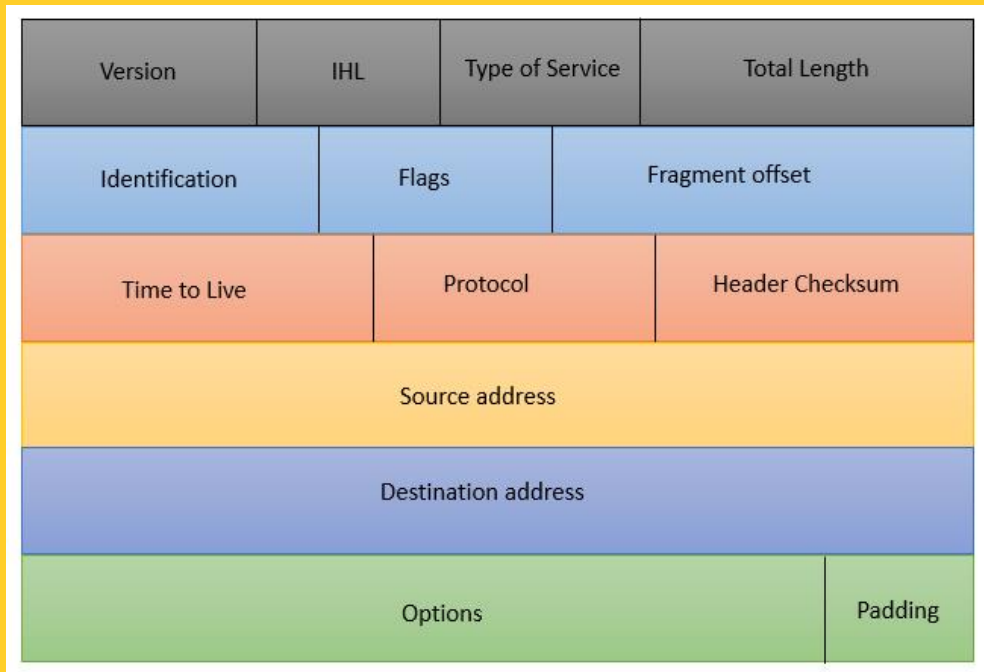 Version IHL Type of Service Total Length
Identification Flags Fragment offset
Time to Live Protocol Header Checksum
Source address
Destination address
Options Padding